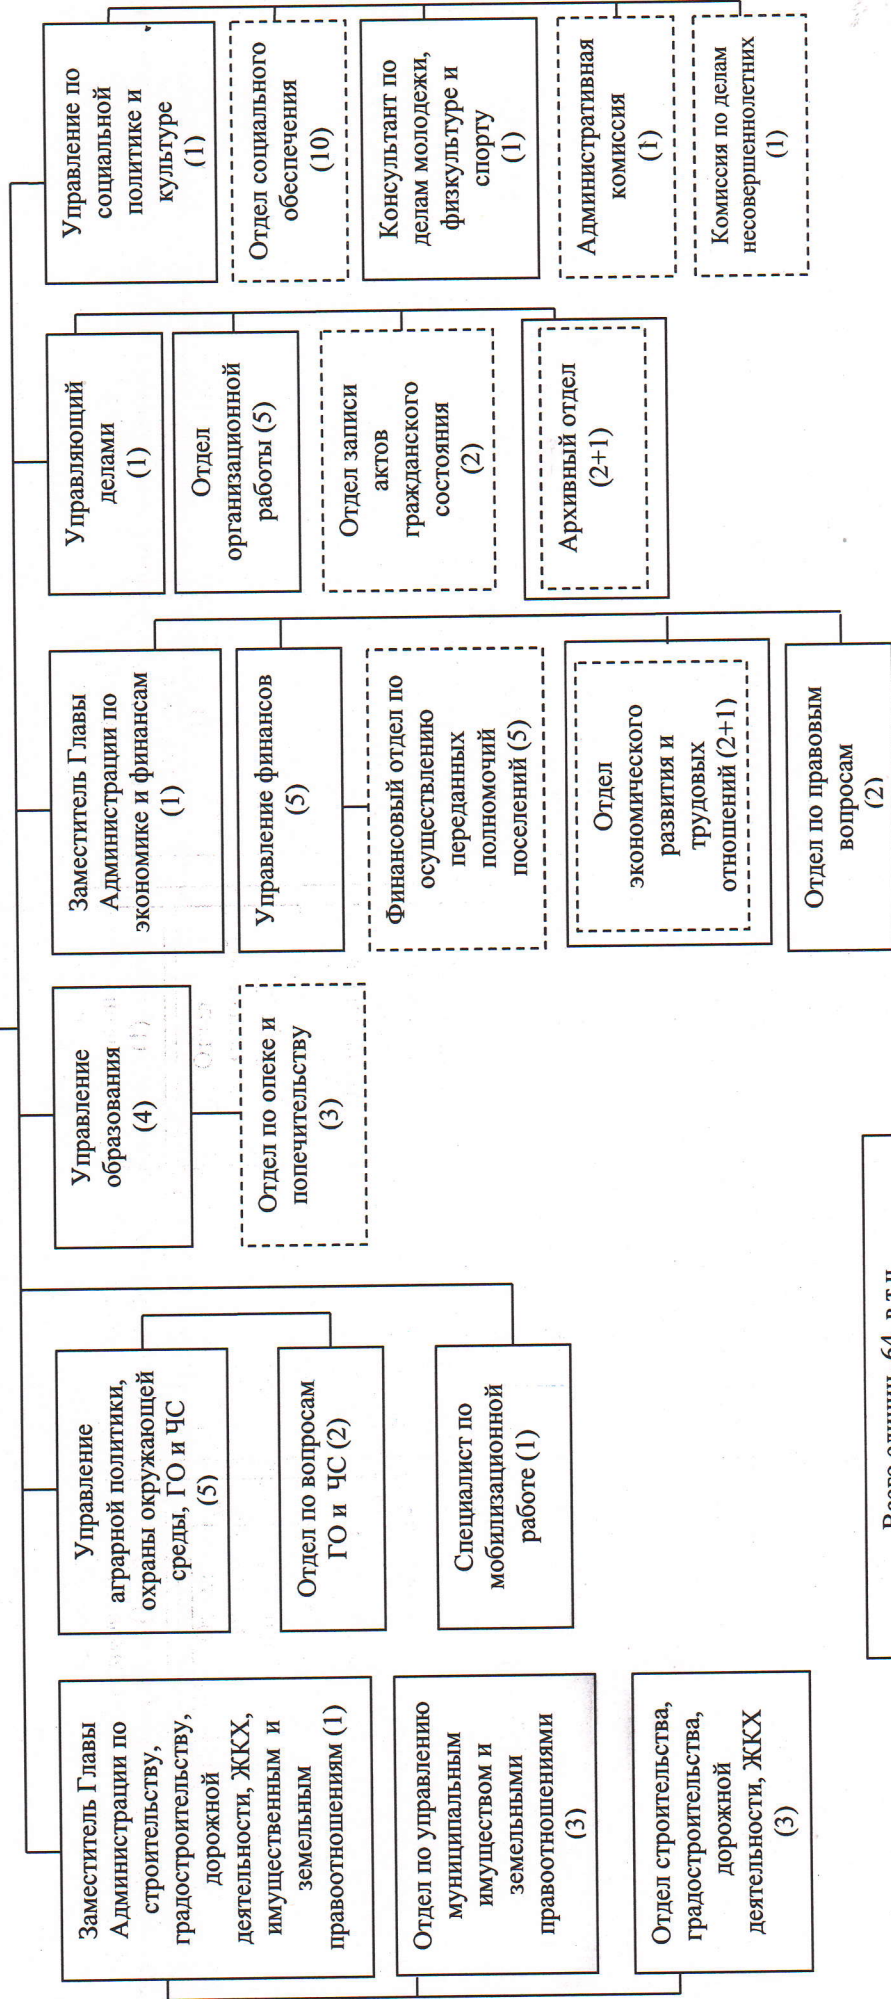 Заместитель Главы
Администрации по
строительству,
градостроительству,
дорожной
деятельности, ЖКХ,
имущественным и
земельным
правоотношениям (1)
Отдел по управлению
муниципальным
имуществом и
земельными
правоотношениями
(3)
Отдел строительства,
градостроительства,
дорожной
деятельности, ЖКХ
(3)
Управление
аграрной политики,
охраны окружающей
среды, ГО и ЧС
(5)
Отдел по вопросам
ГО и ЧС (2)
Специалист по
мобилизационной
работе (1)
Управление
образования
(4)
Отдел по опеке и
попечительству
(3)
Заместитель Главы
Администрации по
экономике и финансам
(1)
Управление финансов
(5)
Финансовый отдел по
осуществлению
переданных
полномочий
поселений (5)
Отдел
экономического
развития и
трудовых
отношений (2+1)
Отдел по правовым
вопросам
(2)
Управляющий
делами
(1)
Отдел
организационной
работы (5)
Отдел записи
актов
гражданского
состояния
(2)
Архивный отдел
(2+1)
Управление по
социальной
политике и
культуре
(1)
Отдел социального
обеспечения
(10)
Консультант по
делам молодежи,
физкультуре и
спорту
(1)
Административная
комиссия
(1)
Комиссия по делам
несовершеннолетних
(1)